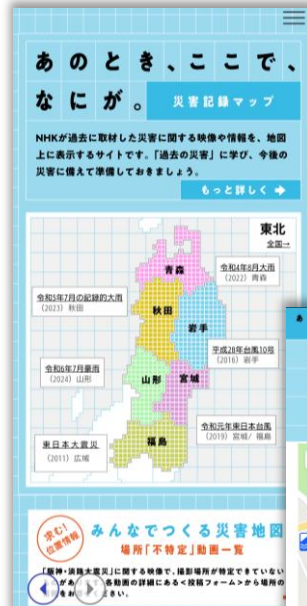 あのとき、ここで、
なにが。 災害記録マップ
NHKが過去に取材した災害に関する映像や情報を、地図
上に表示するサイトです。「過去の災害」に学び、今後の
災害に備えて準備しておきましょう。
もっと詳しく ➔
東北
全国→
青森
令和4年8月大雨
(2022) 青森
令和5年7月の記録的大雨
(2023) 秋田
秋田
岩手
平成28年台風10号
(2016) 岩手
令和6年7月豪雨
(2024) 山形
山形
宮城
令和元年東日本台風
(2019) 宮城/ 福島
東日本大震災
(2011) 広域
福島
求む!
位置情報
みんなでつくる災害地図
場所「不特定」動画一覧
「阪神・淡路大震災」に関する映像で、撮影場所が特定できていない
があ 各動画の詳細にある<投稿フォーム>から場所の
をお ださい。
あ